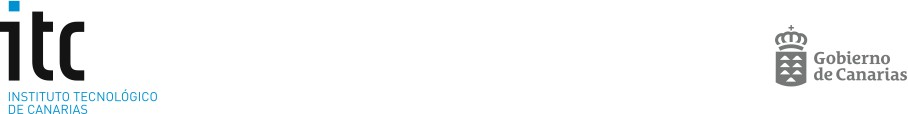 itc
INSTITUTO TECNOLÓGICO
DE CANARIAS
Gobierno
de Canarias